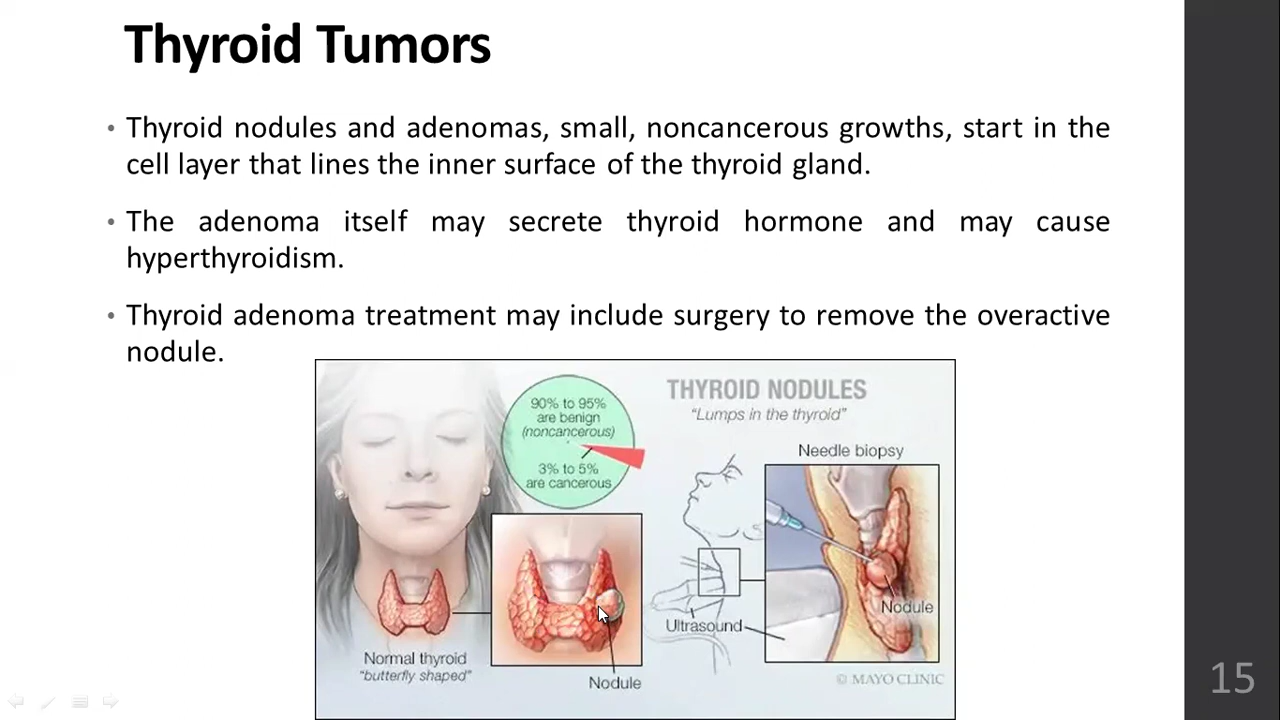 Thyroid Tumors
• Thyroid nodules and adenomas, small, noncancerous growths, start in the
cell layer that lines the inner surface of the thyroid gland.
• The adenoma itself may secrete thyroid hormone and may cause
hyperthyroidism.
• Thyroid adenoma treatment may include surgery to remove the overactive
nodule.
90% to 95%
are benign
(noncancerous)
3% to 5%
are cancerous
THYROID NODULES
"Lumps in the thyroid"
Needle biopsy
Nodule
Ultrasound
Normal thyroid
"butterfly shaped"
Nodule
© MAYO CLINIC
15